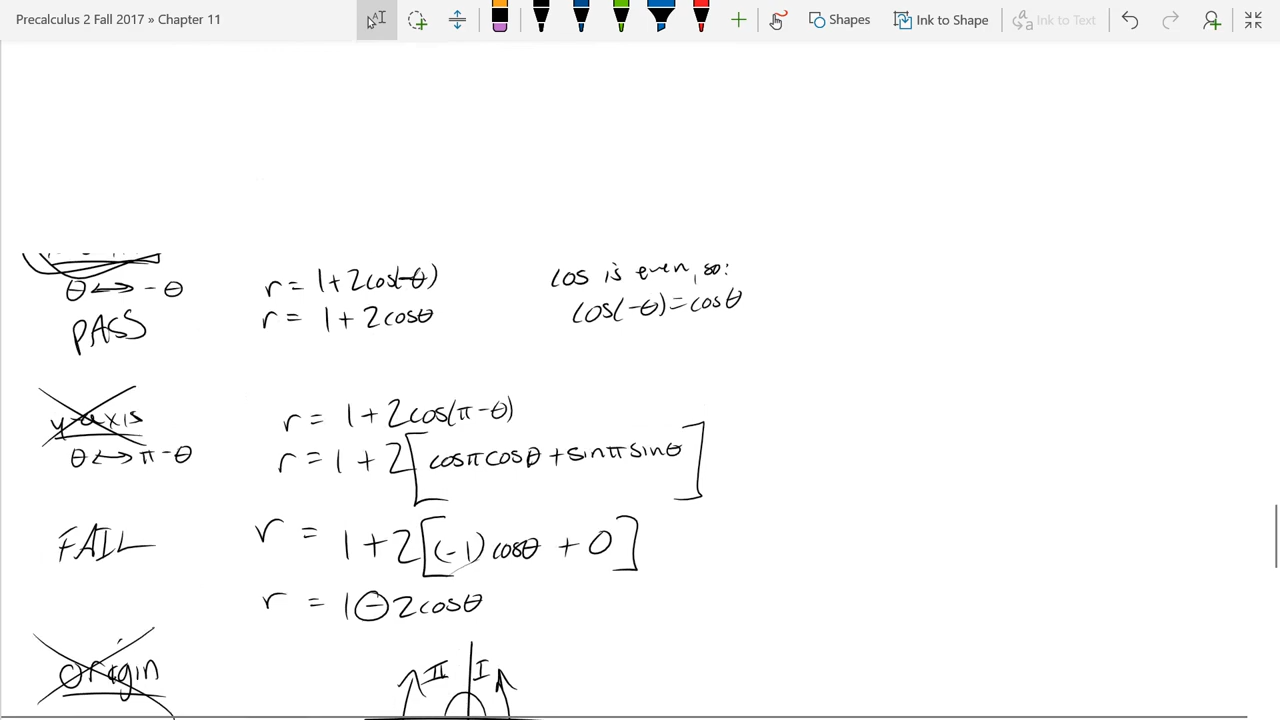 Precalculus 2 Fall 2017 » Chapter 11
Shapes
Ink to Shape
Ink to Text
θ ↔ -θ
r = 1+2cos(-θ)
cos is even, so:
r = 1+2cosθ
cos(-θ)=cosθ
PASS
y-axis
r = 1+2cos(π-θ)
θ ↔ π-θ
r = 1+2[cosπcosθ+sinπsinθ]
FAIL
r = 1+2[(-1)cosθ + 0]
r = 1-2cosθ
origin
II I